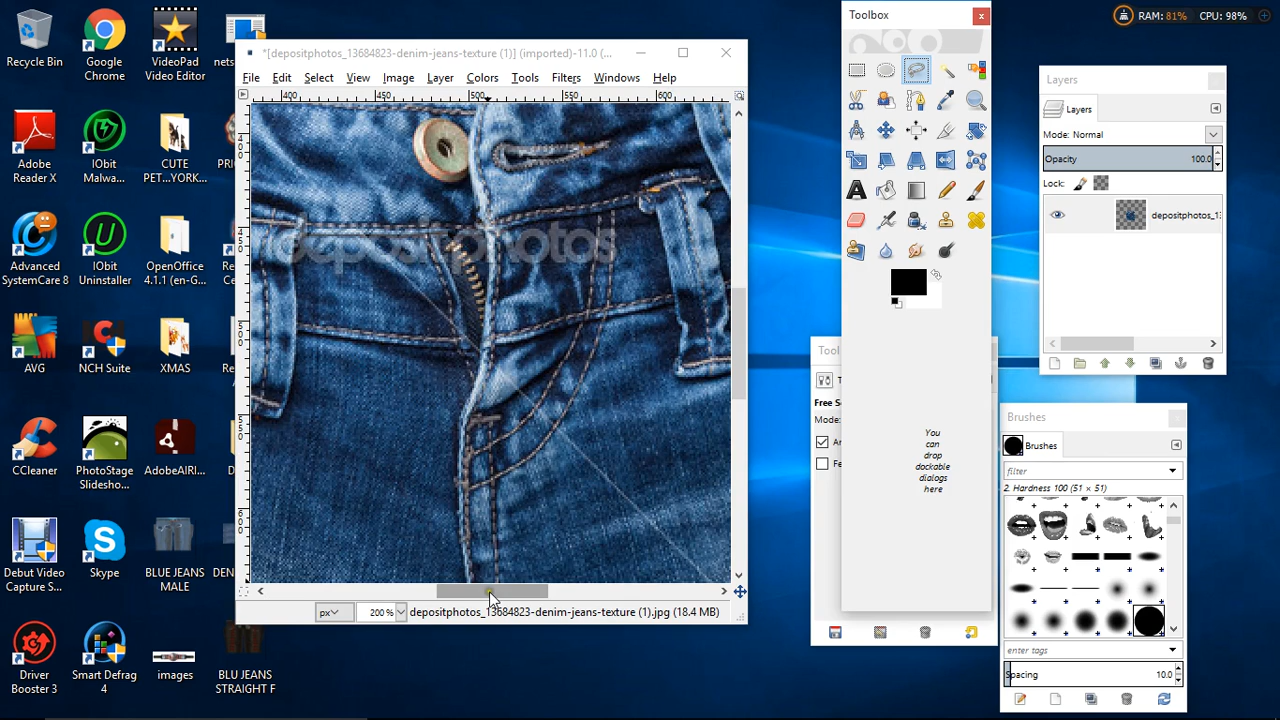 RAM: 81% CPU: 98%
Recycle Bin
Google Chrome
VideoPad Video Editor
Adobe Reader X
IObit Malwa...
CUTE PET...YORK...
Advanced SystemCare 8
IObit Uninstaller
OpenOffice 4.1.1 (en-G...
AVG
NCH Suite
XMAS
CCleaner
PhotoStage Slidesho...
AdobeAIRI...
Debut Video Capture S...
Skype
BLUE JEANS MALE
Driver Booster 3
Smart Defrag 4
images
BLU JEANS STRAIGHT F
*[depositphotos_13684823-denim-jeans-texture (1)] (imported)-11.0 (...
File Edit Select View Image Layer Colors Tools Filters Windows Help
400 450 500 550 600
depositphotos
px 200 % depositphotos_13684823-denim-jeans-texture (1).jpg (18.4 MB)
Toolbox
You
can
drop
dockable
dialogs
here
Tool
Free Se
Mode:
Layers
Layers
Mode: Normal
Opacity 100.0
Lock:
depositphotos_1
Brushes
Brushes
filter
2. Hardness 100 (51 × 51)
enter tags
Spacing 10.0